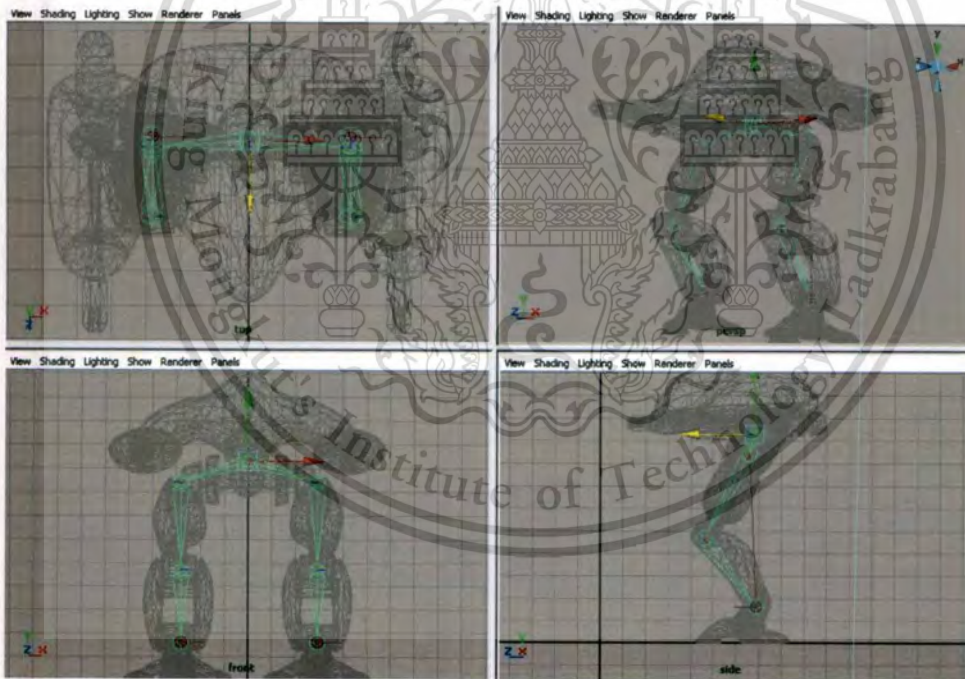 View Shading Lighting Show Renderer Panels
View Shading Lighting Show Renderer Panels
top
persp
View Shading Lighting Show Renderer Panels
View Shading Lighting Show Renderer Panels
front
side
King Mongkut's Institute of Technology Ladkrabang
Y
Z X
Y
Z X
Y
Z X
Y
Z X
Y
Z X